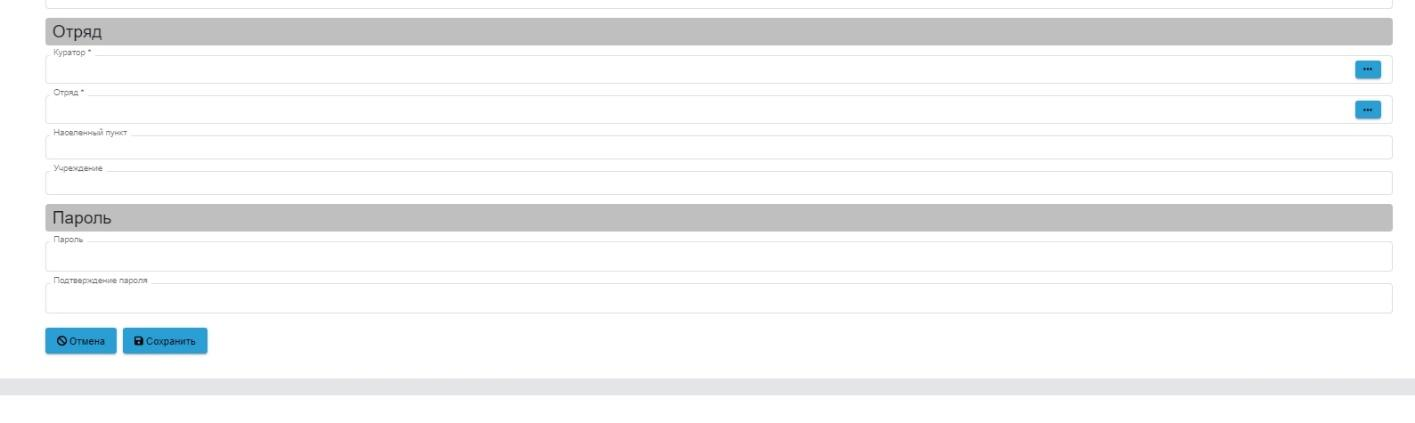 Отряд
Куратор *
...
Отряд *
...
Населенный пункт
Учреждение
Пароль
Пароль
Подтверждение пароля
Отмена Сохранить